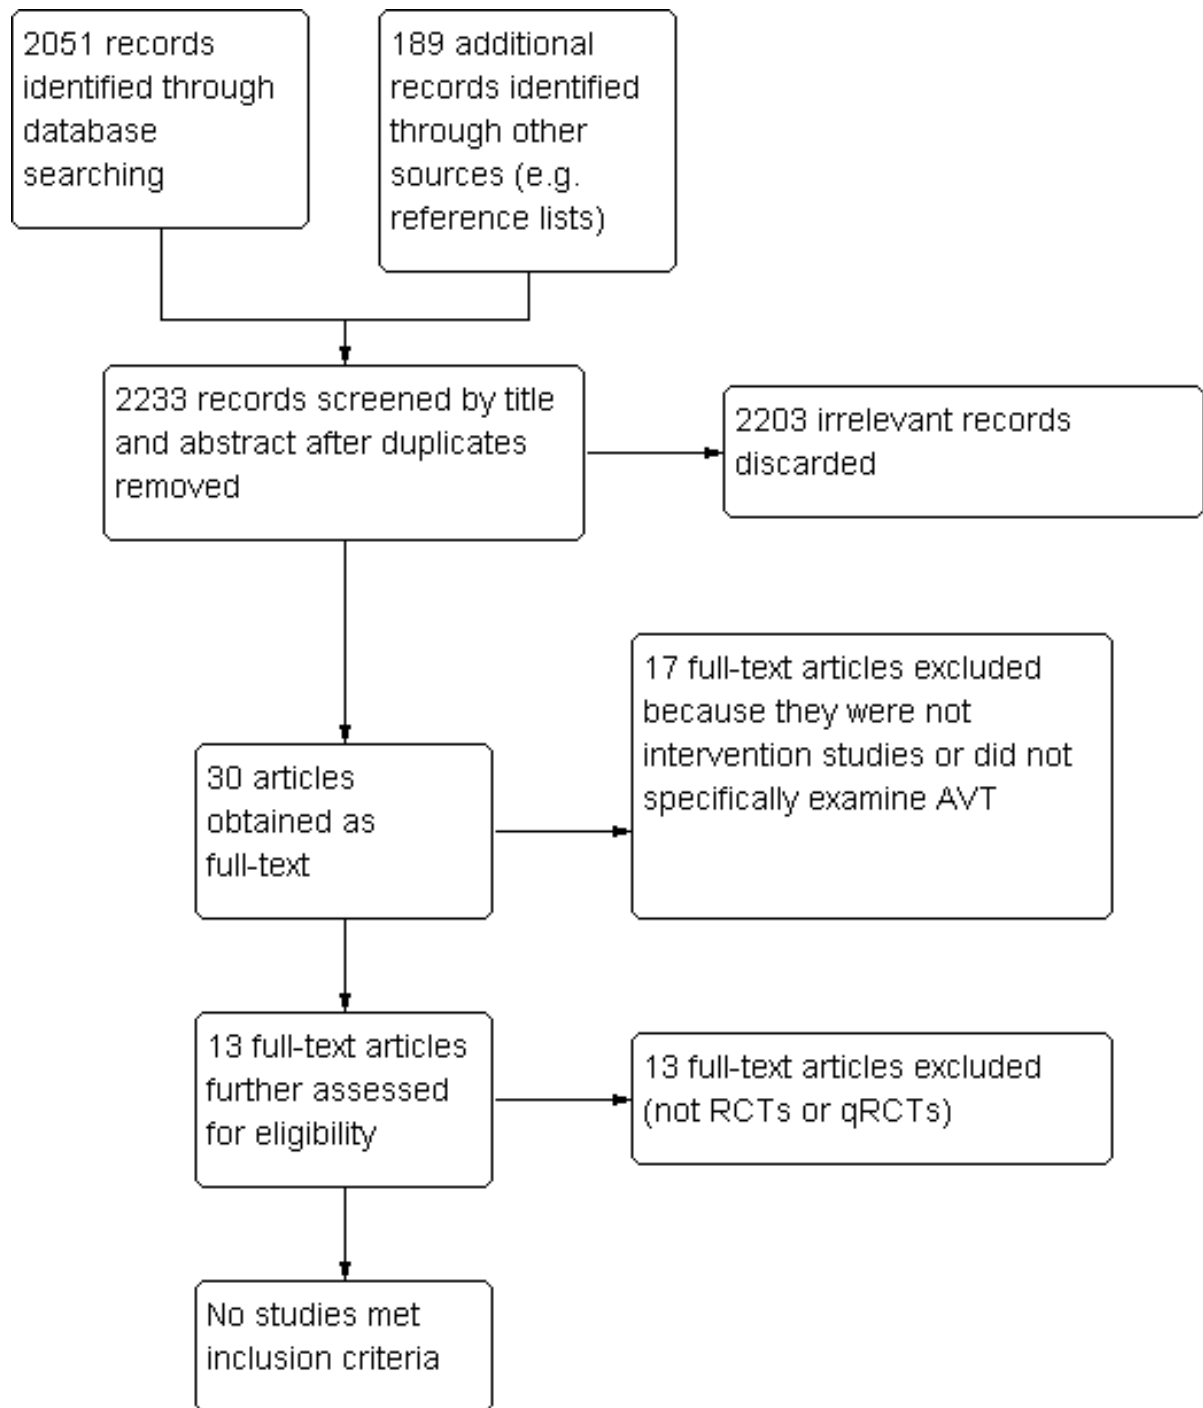 2051 records
identified through
database
searching
189 additional
records identified
through other
sources (e.g.
reference lists)
2233 records screened by title
and abstract after duplicates
removed
2203 irrelevant records
discarded
17 full-text articles excluded
because they were not
intervention studies or did not
specifically examine AVT
30 articles
obtained as
full-text
13 full-text articles
further assessed
for eligibility
13 full-text articles excluded
(not RCTs or qRCTs)
No studies met
inclusion criteria